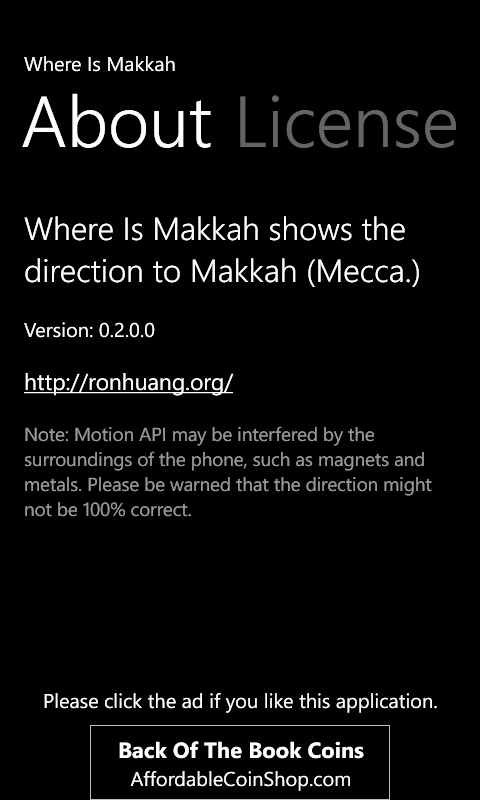 Where Is Makkah
About License
Where Is Makkah shows the
direction to Makkah (Mecca.)
Version: 0.2.0.0
http://ronhuang.org/
Note: Motion API may be interfered by the
surroundings of the phone, such as magnets and
metals. Please be warned that the direction might
not be 100% correct.
Please click the ad if you like this application.
Back Of The Book Coins
AffordableCoinShop.com